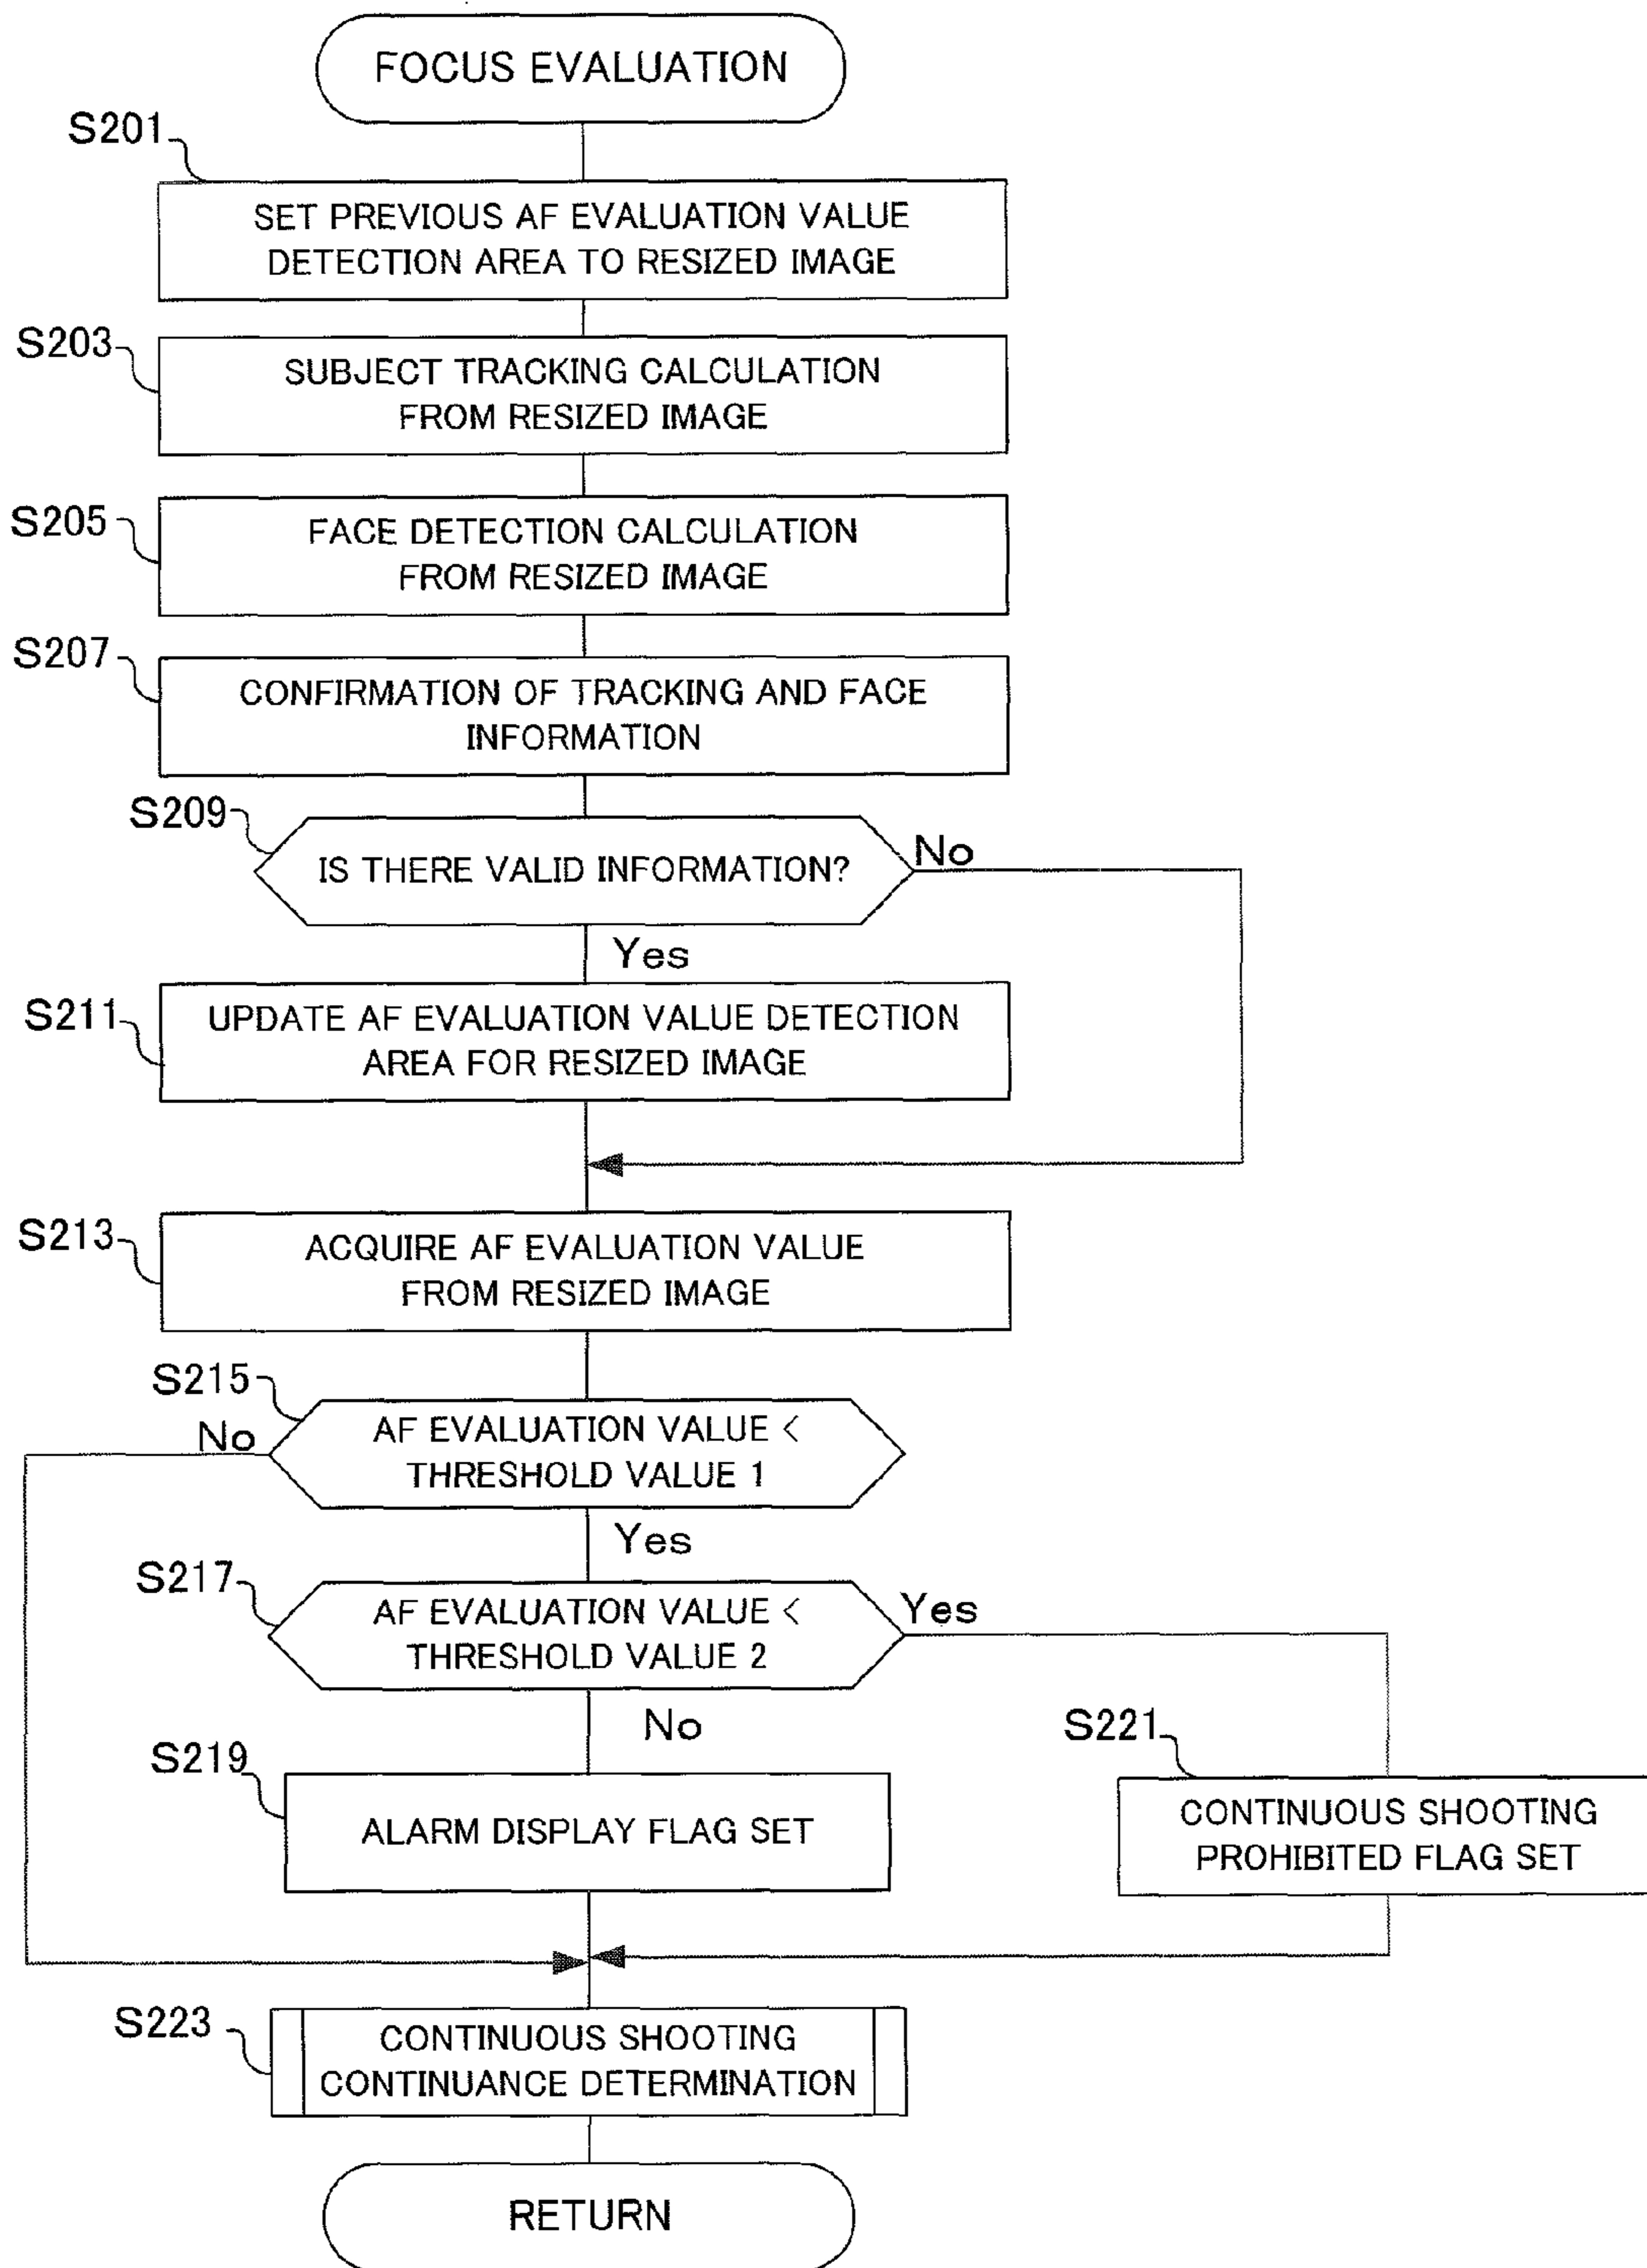 FOCUS EVALUATION
S201
SET PREVIOUS AF EVALUATION VALUE
DETECTION AREA TO RESIZED IMAGE
S203
SUBJECT TRACKING CALCULATION
FROM RESIZED IMAGE
S205
FACE DETECTION CALCULATION
FROM RESIZED IMAGE
S207
CONFIRMATION OF TRACKING AND FACE
INFORMATION
S209
IS THERE VALID INFORMATION?
No
Yes
S211
UPDATE AF EVALUATION VALUE DETECTION
AREA FOR RESIZED IMAGE
S213
ACQUIRE AF EVALUATION VALUE
FROM RESIZED IMAGE
S215
No
AF EVALUATION VALUE <
THRESHOLD VALUE 1
Yes
S217
AF EVALUATION VALUE <
THRESHOLD VALUE 2
Yes
No
S219
ALARM DISPLAY FLAG SET
S221
CONTINUOUS SHOOTING
PROHIBITED FLAG SET
S223
CONTINUOUS SHOOTING
CONTINUANCE DETERMINATION
RETURN